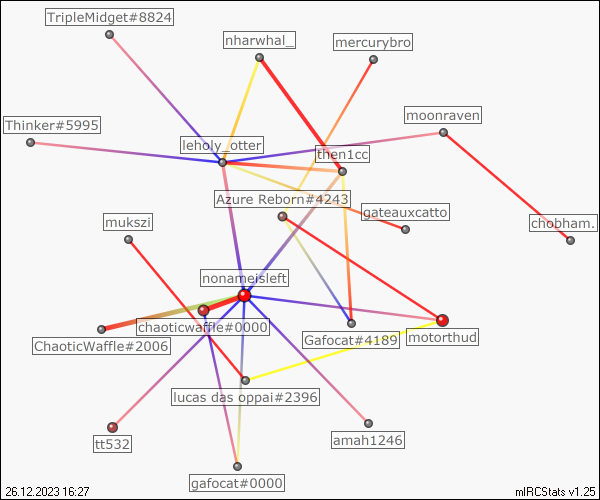 TripleMidget#8824
nharwhal_
mercurybro
moonraven
Thinker#5995
leholy_otter
then1cc
Azure Reborn#4243
gateauxcatto
mukszi
chobham.
nonameisleft
chaoticwaffle#0000
ChaoticWaffle#2006
Gafocat#4189
motorthud
lucas das oppai#2396
tt532
amah1246
gafocat#0000
26.12.2023 16:27
mIRCStats v1.25